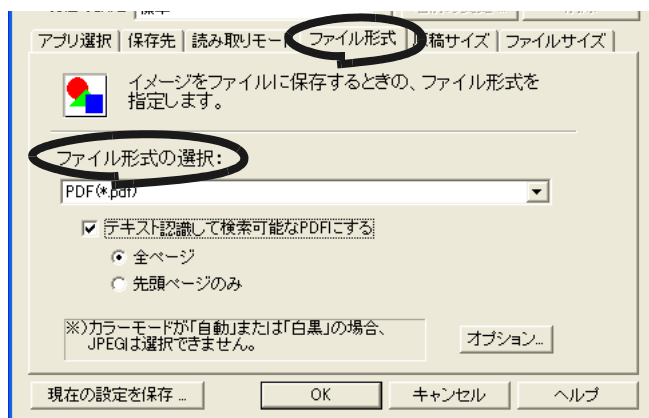 アプリ選択 保存先 読み取りモード ファイル形式 原稿サイズ ファイルサイズ
イメージをファイルに保存するときの、ファイル形式を
指定します。
ファイル形式の選択:
PDF(*.pdf)
テキスト認識して検索可能なPDFにする
全ページ
先頭ページのみ
※)カラーモードが「自動」または「白黒」の場合、
JPEGは選択できません。
オプション...
現在の設定を保存 ... OK キャンセル ヘルプ